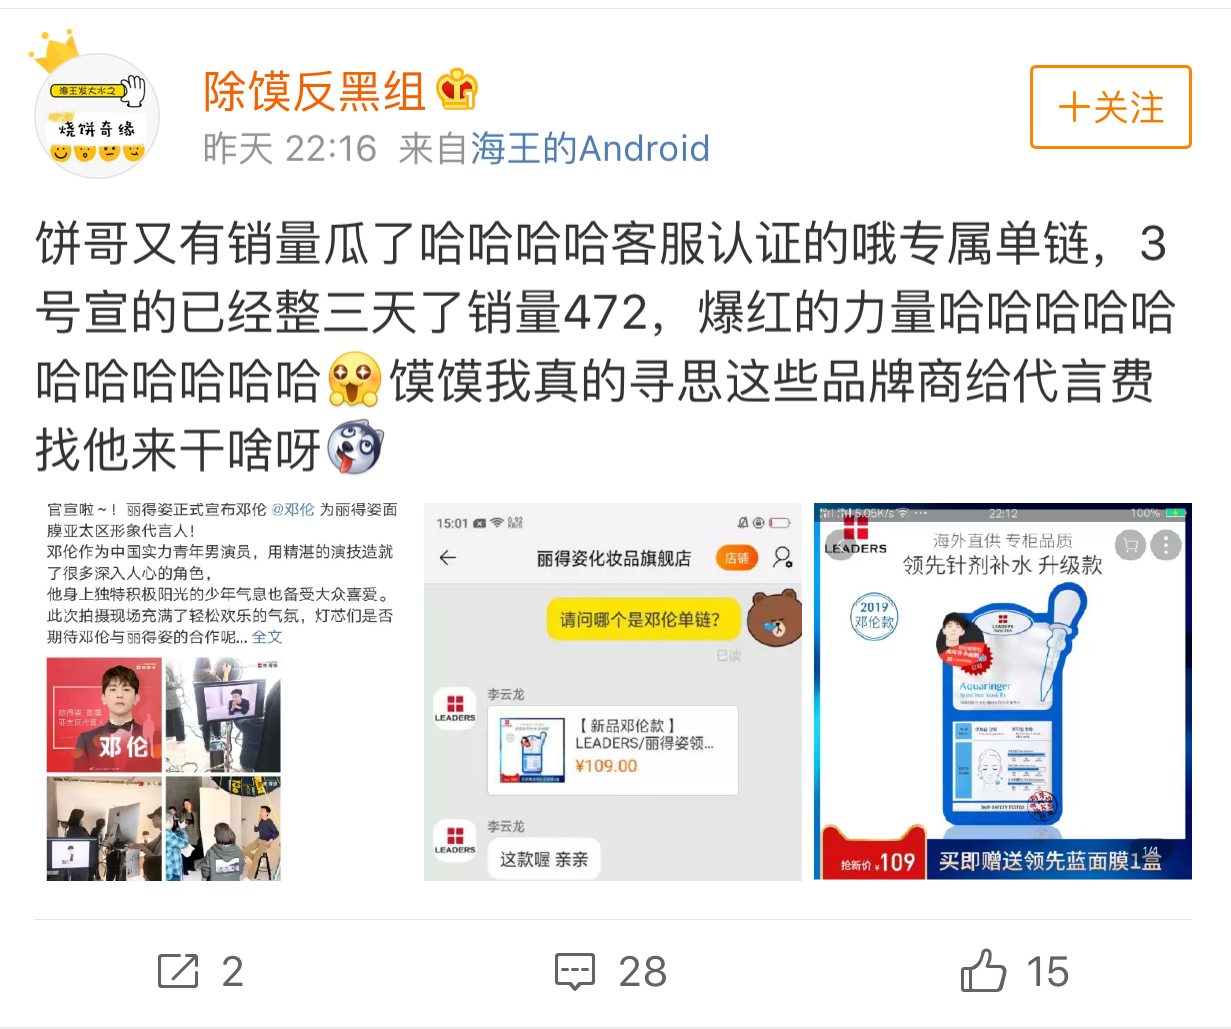 海王发大水之
烧饼奇缘
除馍反黑组
+关注
昨天 22:16 来自海王的Android
饼哥又有销量瓜了哈哈哈哈客服认证的哦专属单链，3
号宣的已经整三天了销量472，爆红的力量哈哈哈哈哈
哈哈哈哈哈哈馍馍我真的寻思这些品牌商给代言费
找他来干啥呀
官宣啦～！丽得姿正式宣布邓伦 @邓伦 为丽得姿面
膜亚太区形象代言人！
邓伦作为中国实力青年男演员，用精湛的演技造就
了很多深入人心的角色，
他身上独特积极阳光的少年气息也备受大众喜爱。
此次拍摄现场充满了轻松欢乐的气氛，灯芯们是否
期待邓伦与丽得姿的合作呢... 全文
丽得姿 面膜
亚太区代言人
邓伦
15:01
丽得姿化妆品旗舰店
店铺
请问哪个是邓伦单链？
已读
李云龙
LEADERS
【 新品邓伦款 】
LEADERS/丽得姿领...
¥109.00
李云龙
LEADERS
这款喔 亲亲
5.05K/s
22:12
100%
LEADERS
海外直供 专柜品质
领先针剂补水 升级款
2019
邓伦款
LEADERS
Aquaringer
抢新价 ¥109
买即赠送领先蓝面膜1盒
1/4
2
28
15